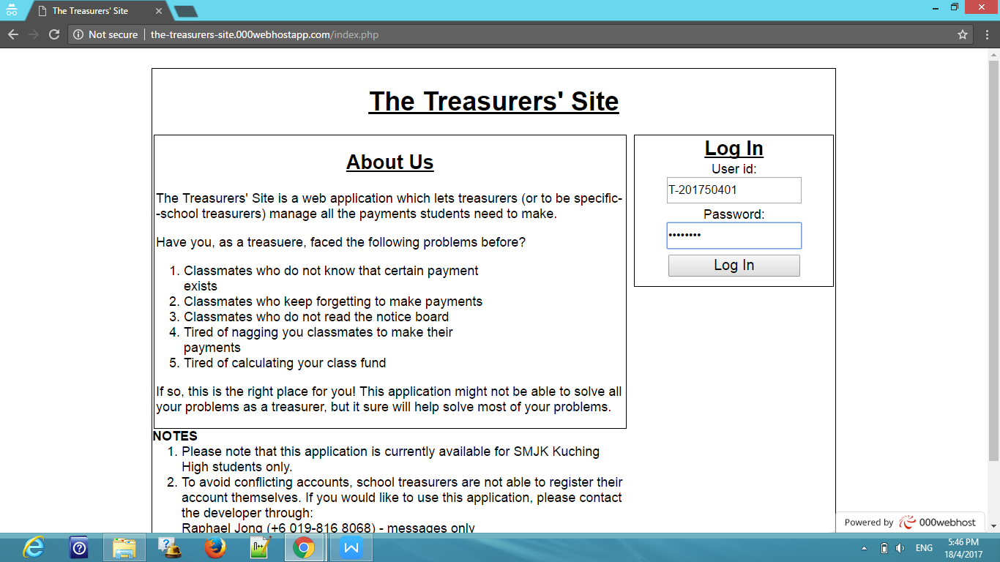 The Treasurers' Site
Not secure
the-treasurers-site.000webhostapp.com/index.php
The Treasurers' Site
About Us
The Treasurers' Site is a web application which lets treasurers (or to be specific-
-school treasurers) manage all the payments students need to make.
Have you, as a treasuere, faced the following problems before?
1. Classmates who do not know that certain payment
exists
2. Classmates who keep forgetting to make payments
3. Classmates who do not read the notice board
4. Tired of nagging you classmates to make their
payments
5. Tired of calculating your class fund
If so, this is the right place for you! This application might not be able to solve all
your problems as a treasurer, but it sure will help solve most of your problems.
Log In
User id:
T-201750401
Password:
••••••••
Log In
NOTES
1. Please note that this application is currently available for SMJK Kuching
High students only.
2. To avoid conflicting accounts, school treasurers are not able to register their
account themselves. If you would like to use this application, please contact
the developer through:
Raphael Jong (+6 019-816 8068) - messages only
Powered by 000webhost
N++
W
ENG
5:46 PM
18/4/2017